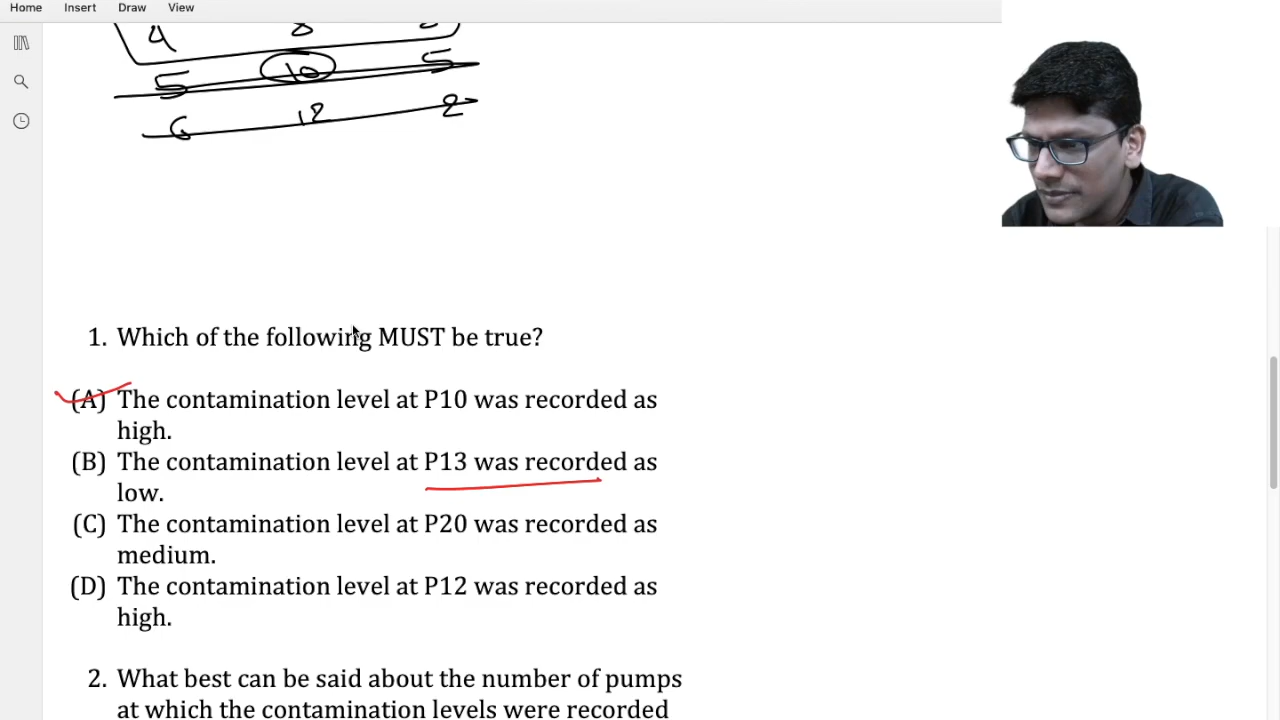 Home Insert Draw View
4 8
5 10 5
6 12 2
1. Which of the following MUST be true?
(A) The contamination level at P10 was recorded as
high.
(B) The contamination level at P13 was recorded as
low.
(C) The contamination level at P20 was recorded as
medium.
(D) The contamination level at P12 was recorded as
high.
2. What best can be said about the number of pumps
at which the contamination levels were recorded